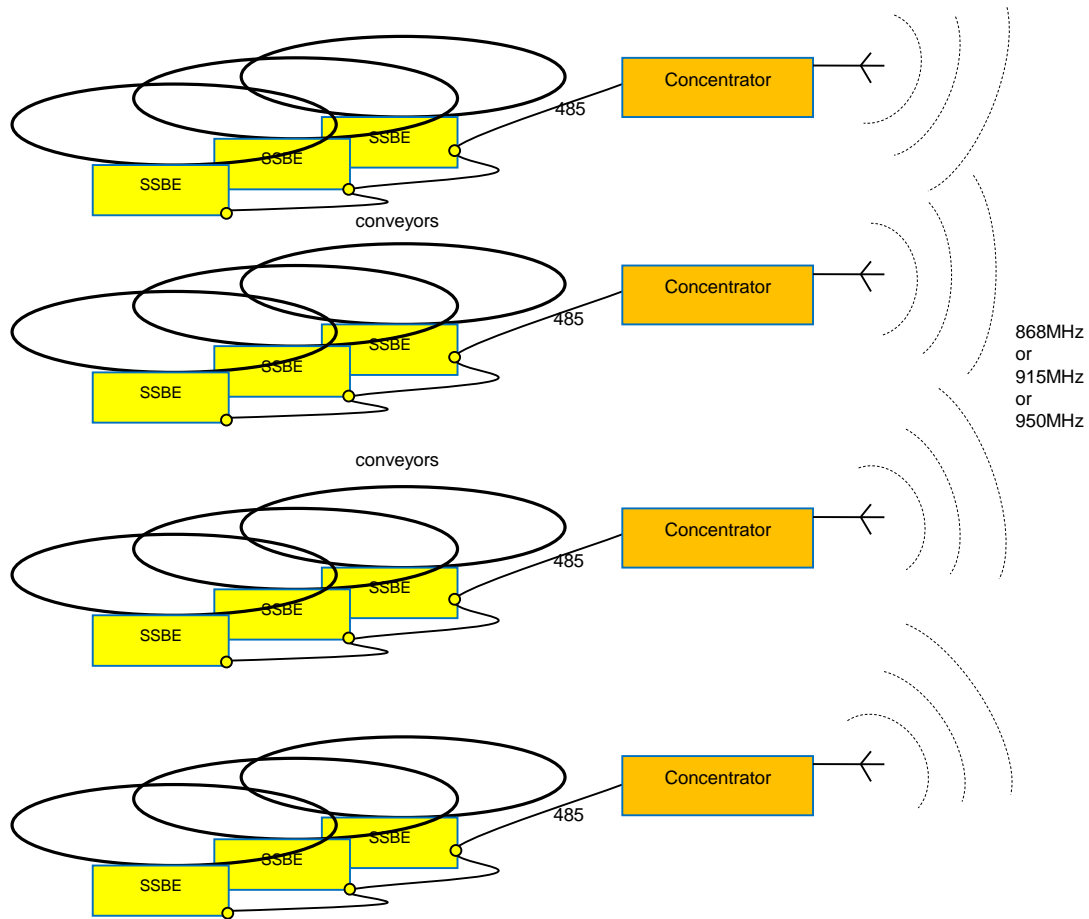 Concentrator
485
SSBE
SSBE
SSBE
conveyors
Concentrator
485
SSBE
SSBE
SSBE
868MHz
or
915MHz
or
950MHz
conveyors
Concentrator
485
SSBE
SSBE
SSBE
Concentrator
485
SSBE
SSBE
SSBE